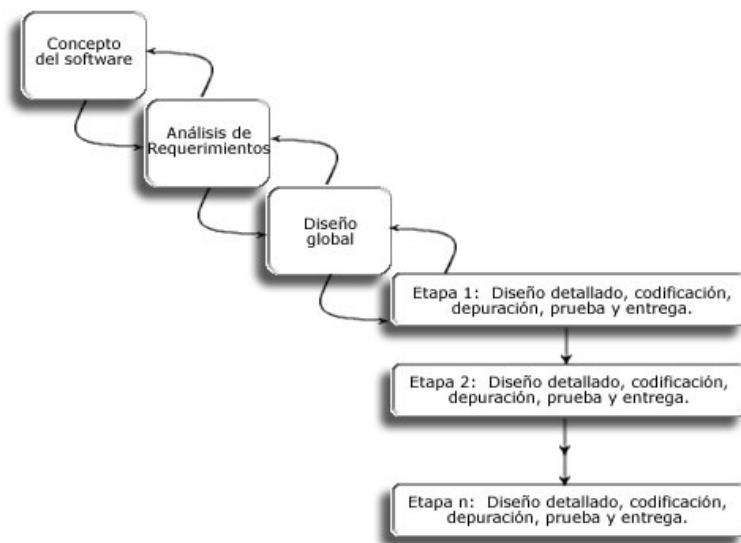 Concepto
del software
Análisis de
Requerimientos
Diseño
global
Etapa 1: Diseño detallado, codificación,
depuración, prueba y entrega.
Etapa 2: Diseño detallado, codificación,
depuración, prueba y entrega.
Etapa n: Diseño detallado, codificación,
depuración, prueba y entrega.